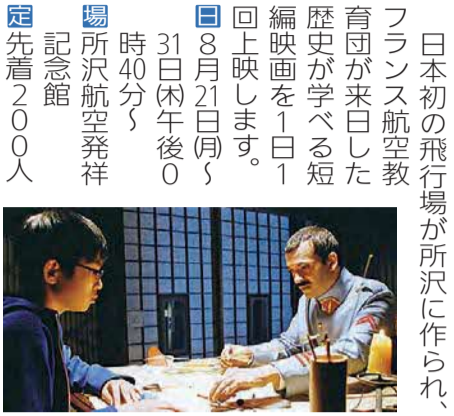 日本初の飛行場が所沢に作られ、
フランス航空教
育団が来日した
歴史が学べる短
編映画を1日1
回上映します。
日8月21日㈪～
31日㈭午後0
時40分～
場所沢航空発祥
記念館
定先着200人